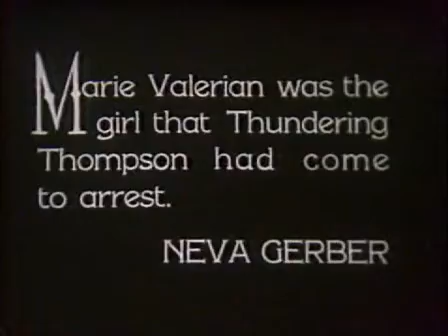 Marie Valerian was the
girl that Thundering
Thompson had come
to arrest.
NEVA GERBER